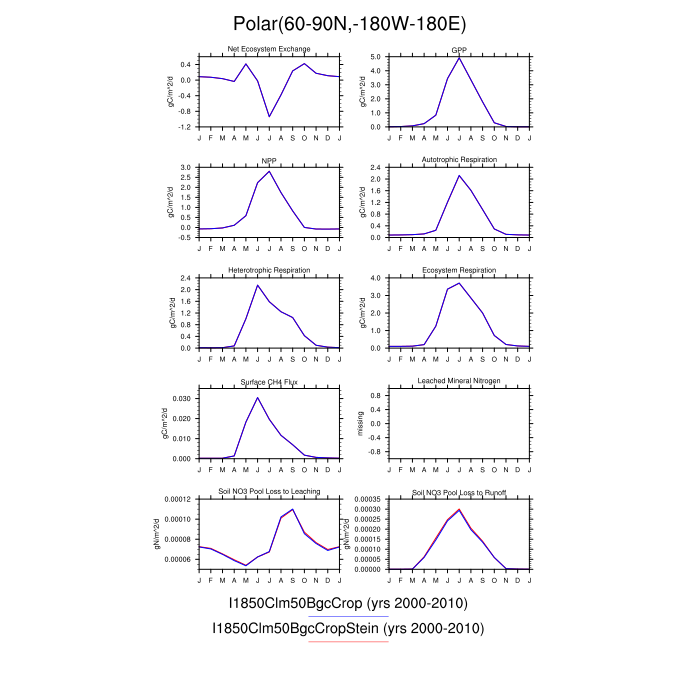 Polar(60-90N,-180W-180E)
Net Ecosystem Exchange
gC/m^2/d
0.4
0.0
-0.4
-0.8
-1.2
J F M A M J J A S O N D J
GPP
gC/m^2/d
5.0
4.0
3.0
2.0
1.0
0.0
J F M A M J J A S O N D J
NPP
gC/m^2/d
3.0
2.5
2.0
1.5
1.0
0.5
0.0
-0.5
J F M A M J J A S O N D J
Autotrophic Respiration
gC/m^2/d
2.4
2.0
1.6
1.2
0.8
0.4
0.0
J F M A M J J A S O N D J
Heterotrophic Respiration
gC/m^2/d
2.4
2.0
1.6
1.2
0.8
0.4
0.0
J F M A M J J A S O N D J
Ecosystem Respiration
gC/m^2/d
4.0
3.0
2.0
1.0
0.0
J F M A M J J A S O N D J
Surface CH4 Flux
gC/m^2/d
0.030
0.020
0.010
0.000
J F M A M J J A S O N D J
Leached Mineral Nitrogen
missing
0.8
0.4
-0.0
-0.4
-0.8
J F M A M J J A S O N D J
Soil NO3 Pool Loss to Leaching
gN/m^2/d
0.00012
0.00010
0.00008
0.00006
J F M A M J J A S O N D J
Soil NO3 Pool Loss to Runoff
gN/m^2/d
0.00035
0.00030
0.00025
0.00020
0.00015
0.00010
0.00005
0.00000
J F M A M J J A S O N D J
I1850Clm50BgcCrop (yrs 2000-2010)
I1850Clm50BgcCropStein (yrs 2000-2010)